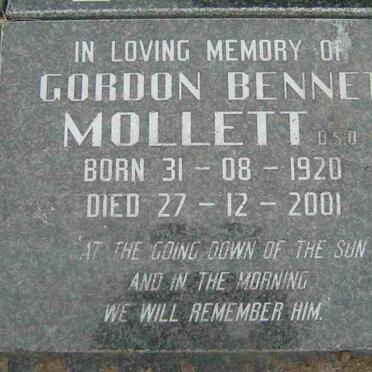 IN LOVING MEMORY OF
GORDON BENNET
MOLLETT D.S.O
BORN 31 - 08 - 1920
DIED 27 - 12 - 2001
'AT THE GOING DOWN OF THE SUN
AND IN THE MORNING
WE WILL REMEMBER HIM.